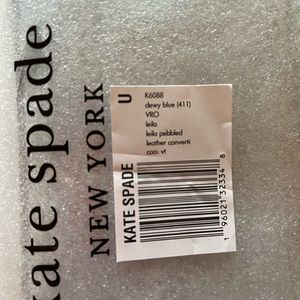 kate spade
NEW YORK
U
KATE SPADE
K6088
dewy blue (411)
VRO
leila
leila pebbled
leather converti
coo: vt
1 96021 32334 8